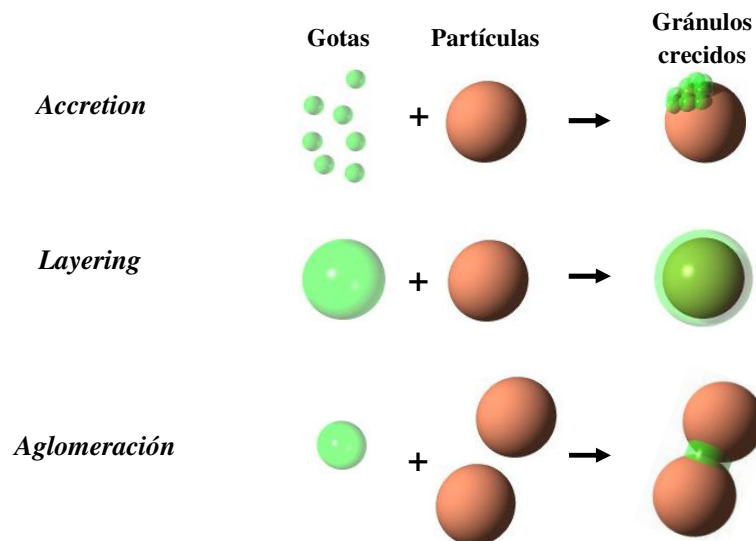 Gotas
Partículas
Gránulos
crecidos
Accretion
+
Layering
+
Aglomeración
+